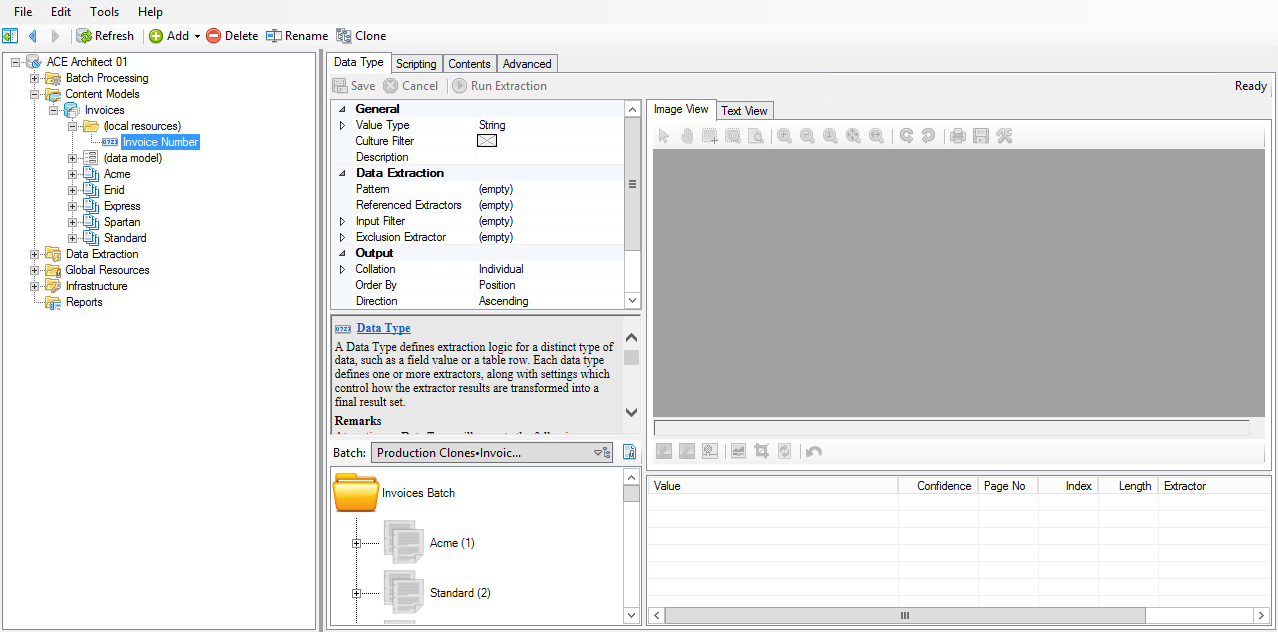 File Edit Tools Help
Refresh Add Delete Rename Clone
ACE Architect 01
Batch Processing
Content Models
Invoices
(local resources)
0723 Invoice Number
(data model)
Acme
Enid
Express
Spartan
Standard
Data Extraction
Global Resources
Infrastructure
Reports
Data Type Scripting Contents Advanced
Save Cancel Run Extraction Ready
General
Value Type String
Culture Filter
Description
Data Extraction
Pattern (empty)
Referenced Extractors (empty)
Input Filter (empty)
Exclusion Extractor (empty)
Output
Collation Individual
Order By Position
Direction Ascending
0723 Data Type
A Data Type defines extraction logic for a distinct type of
data, such as a field value or a table row. Each data type
defines one or more extractors, along with settings which
control how the extractor results are transformed into a
final result set.
Remarks
Batch: Production Clones•Invoic...
Invoices Batch
Acme (1)
Standard (2)
Image View Text View
Value Confidence Page No Index Length Extractor